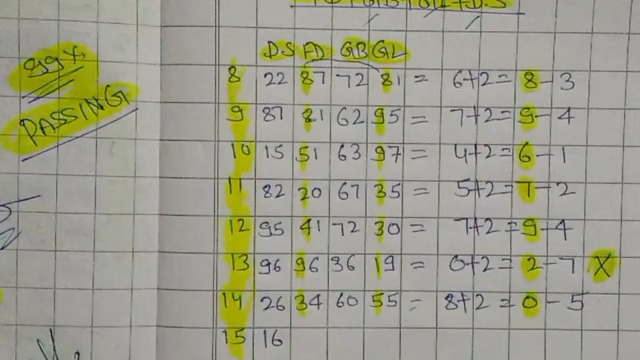 99%
PASSING
DS FD GB GL
8 22 87 72 81 = 6+2=8-3
9 87 81 62 95 = 7+2=9-4
10 15 51 63 97 = 4+2=6-1
11 82 20 67 35 = 5+2=7-2
12 95 41 72 30 = 7+2=9-4
13 96 96 36 19 = 0+2=2-7 X
14 26 34 60 55 = 8+2=0-5
15 16